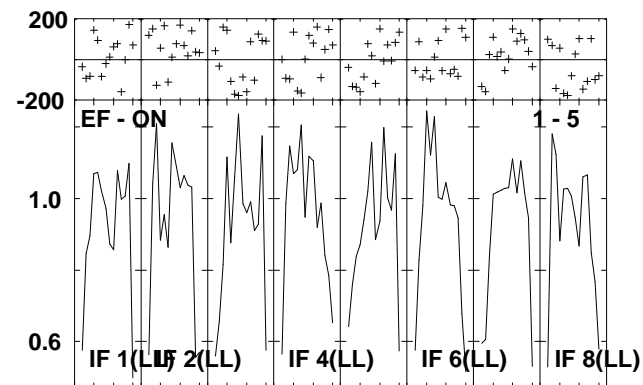 200
-200
EF - ON 1 - 5
1.0
0.6
IF 1(LL) IF 2(LL) IF 4(LL) IF 6(LL) IF 8(LL)